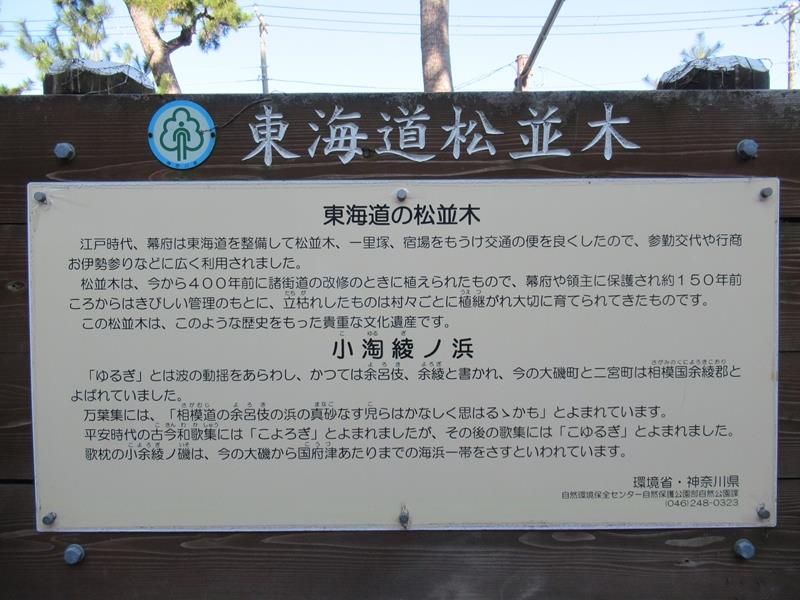 東海道松並木
東海道の松並木
江戸時代、幕府は東海道を整備して松並木、一里塚、宿場をもうけ交通の便を良くしたので、参勤交代や行商
お伊勢参りなどに広く利用されました。
松並木は、今から４００年前に諸街道の改修のときに植えられたもので、幕府や領主に保護され約１５０年前
ころからはきびしい管理のもとに、立枯れしたものは村々ごとに植継がれ大切に育てられてきたものです。
この松並木は、このような歴史をもった貴重な文化遺産です。
小淘綾ノ浜
「ゆるぎ」とは波の動揺をあらわし、かつては余呂伎、余綾と書かれ、今の大磯町と二宮町は相模国余綾郡と
よばれていました。
万葉集には、「相模道の余呂伎の浜の真砂なす児らはかなしく思はるゝかも」とよまれています。
平安時代の古今和歌集には「こよろぎ」とよまれましたが、その後の歌集には「こゆるぎ」とよまれました。
歌枕の小余綾ノ磯は、今の大磯から国府津あたりまでの海浜一帯をさすといわれています。
環境省・神奈川県
自然環境保全センター自然保護公園部自然公園課
(046)248-0323